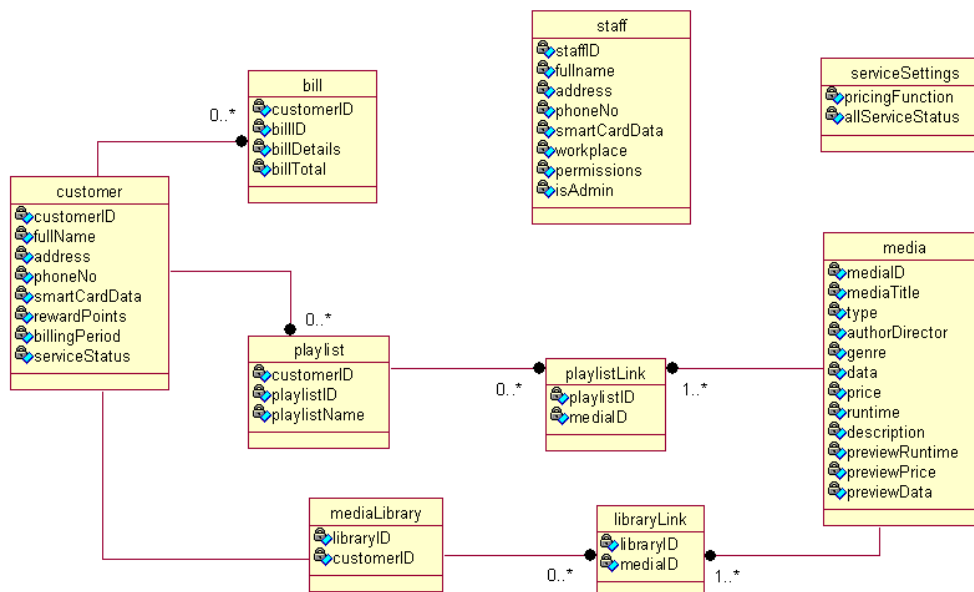 staff
staffID
fullname
address
phoneNo
smartCardData
workplace
permissions
isAdmin
serviceSettings
pricingFunction
allServiceStatus
bill
customerID
billID
billDetails
billTotal
0..*
customer
customerID
fullName
address
phoneNo
smartCardData
rewardPoints
billingPeriod
serviceStatus
0..*
playlist
customerID
playlistID
playlistName
0..*
playlistLink
playlistID
mediaID
1..*
media
mediaID
mediaTitle
type
authorDirector
genre
data
price
runtime
description
previewRuntime
previewPrice
previewData
mediaLibrary
libraryID
customerID
0..*
libraryLink
libraryID
mediaID
1..*